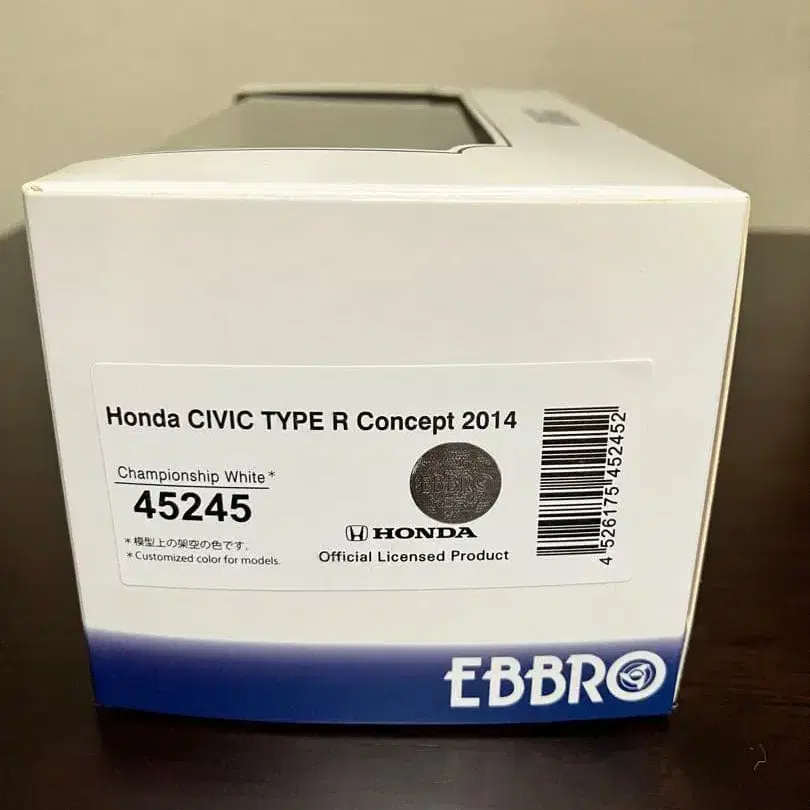 Honda CIVIC TYPE R Concept 2014
Championship White*
45245
*模型上の架空の色です.
*Customized color for models.
EBBRO
HONDA
Official Licensed Product
4 526175 452452
EBBRO